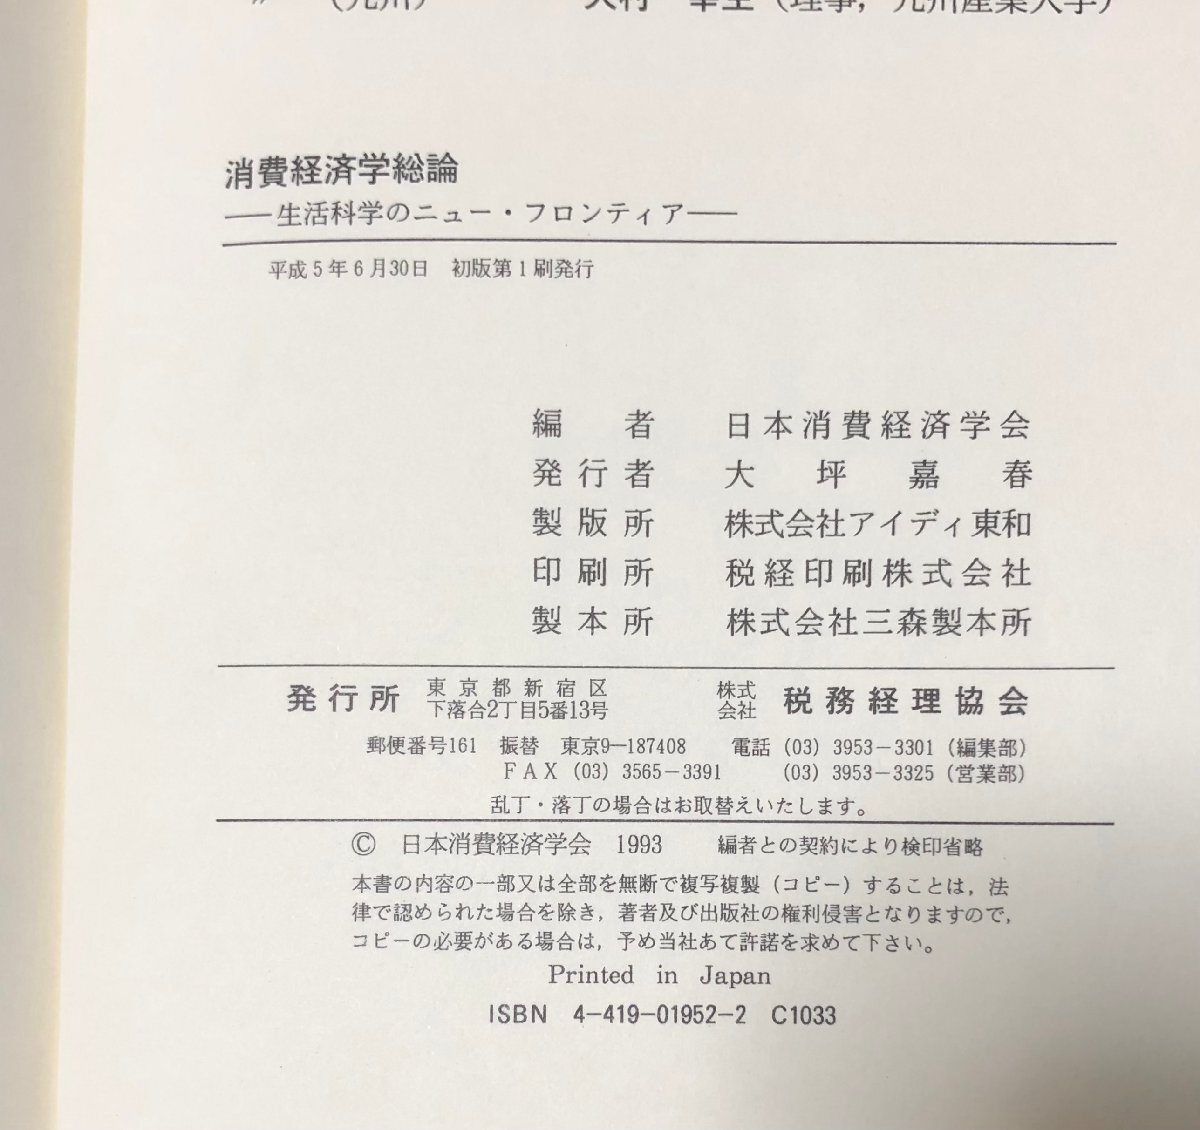 〃 (九州) (理事, 九州産業大学)
消費経済学総論
――生活科学のニュー・フロンティア――
平成5年6月30日 初版第1刷発行
編者 日本消費経済学会
発行者 大坪嘉春
製版所 株式会社アイディ東和
印刷所 税経印刷株式会社
製本所 株式会社三森製本所
発行所 東京都新宿区下落合2丁目5番13号 株式会社 税務経理協会
郵便番号161 振替 東京9―187408 電話 (03) 3953-3301 (編集部)
FAX (03) 3565-3391 (03) 3953-3325 (営業部)
乱丁・落丁の場合はお取替えいたします。
© 日本消費経済学会 1993 編者との契約により検印省略
本書の内容の一部又は全部を無断で複写複製(コピー)することは, 法
律で認められた場合を除き, 著者及び出版社の権利侵害となりますので,
コピーの必要がある場合は, 予め当社あて許諾を求めて下さい。
Printed in Japan
ISBN 4-419-01952-2 C1033